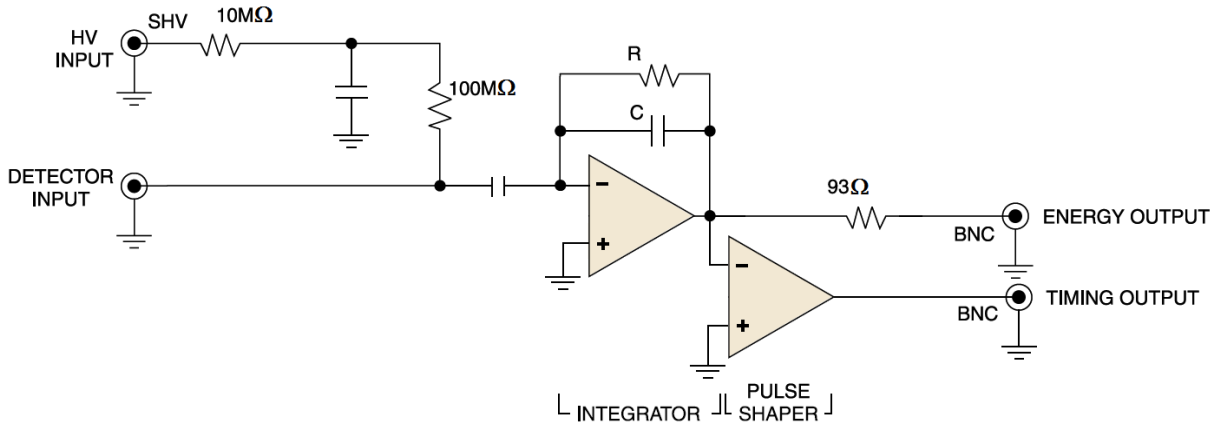 HV
INPUT
SHV
10MΩ
100MΩ
R
C
DETECTOR
INPUT
−
+
93Ω
BNC
ENERGY OUTPUT
−
+
BNC
TIMING OUTPUT
INTEGRATOR
PULSE
SHAPER